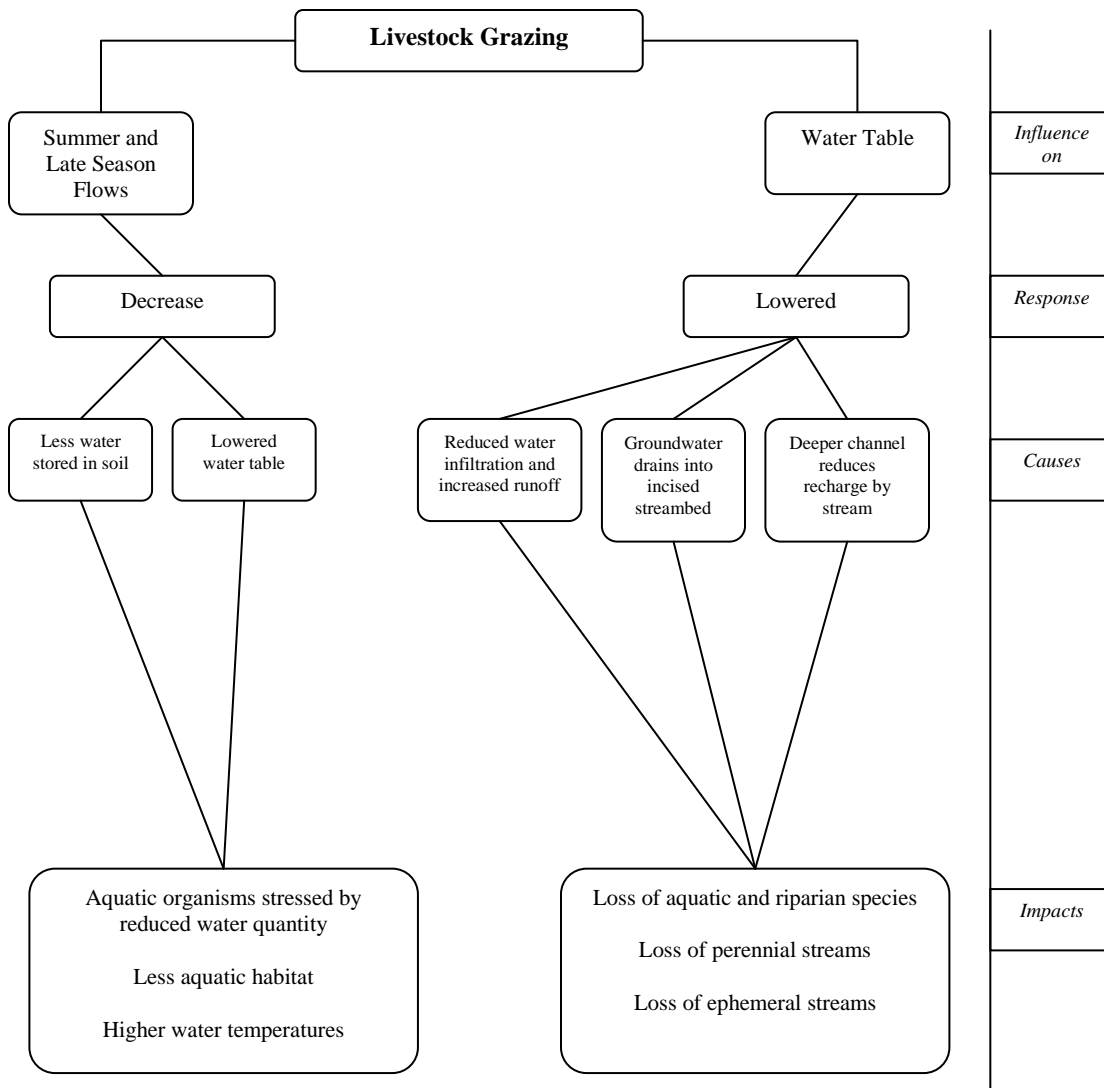 Livestock Grazing
Summer and
Late Season
Flows
Water Table
Influence
on
Decrease
Lowered
Response
Less water
stored in soil
Lowered
water table
Reduced water
infiltration and
increased runoff
Groundwater
drains into
incised
streambed
Deeper channel
reduces
recharge by
stream
Causes
Aquatic organisms stressed by
reduced water quantity
Less aquatic habitat
Higher water temperatures
Loss of aquatic and riparian species
Loss of perennial streams
Loss of ephemeral streams
Impacts